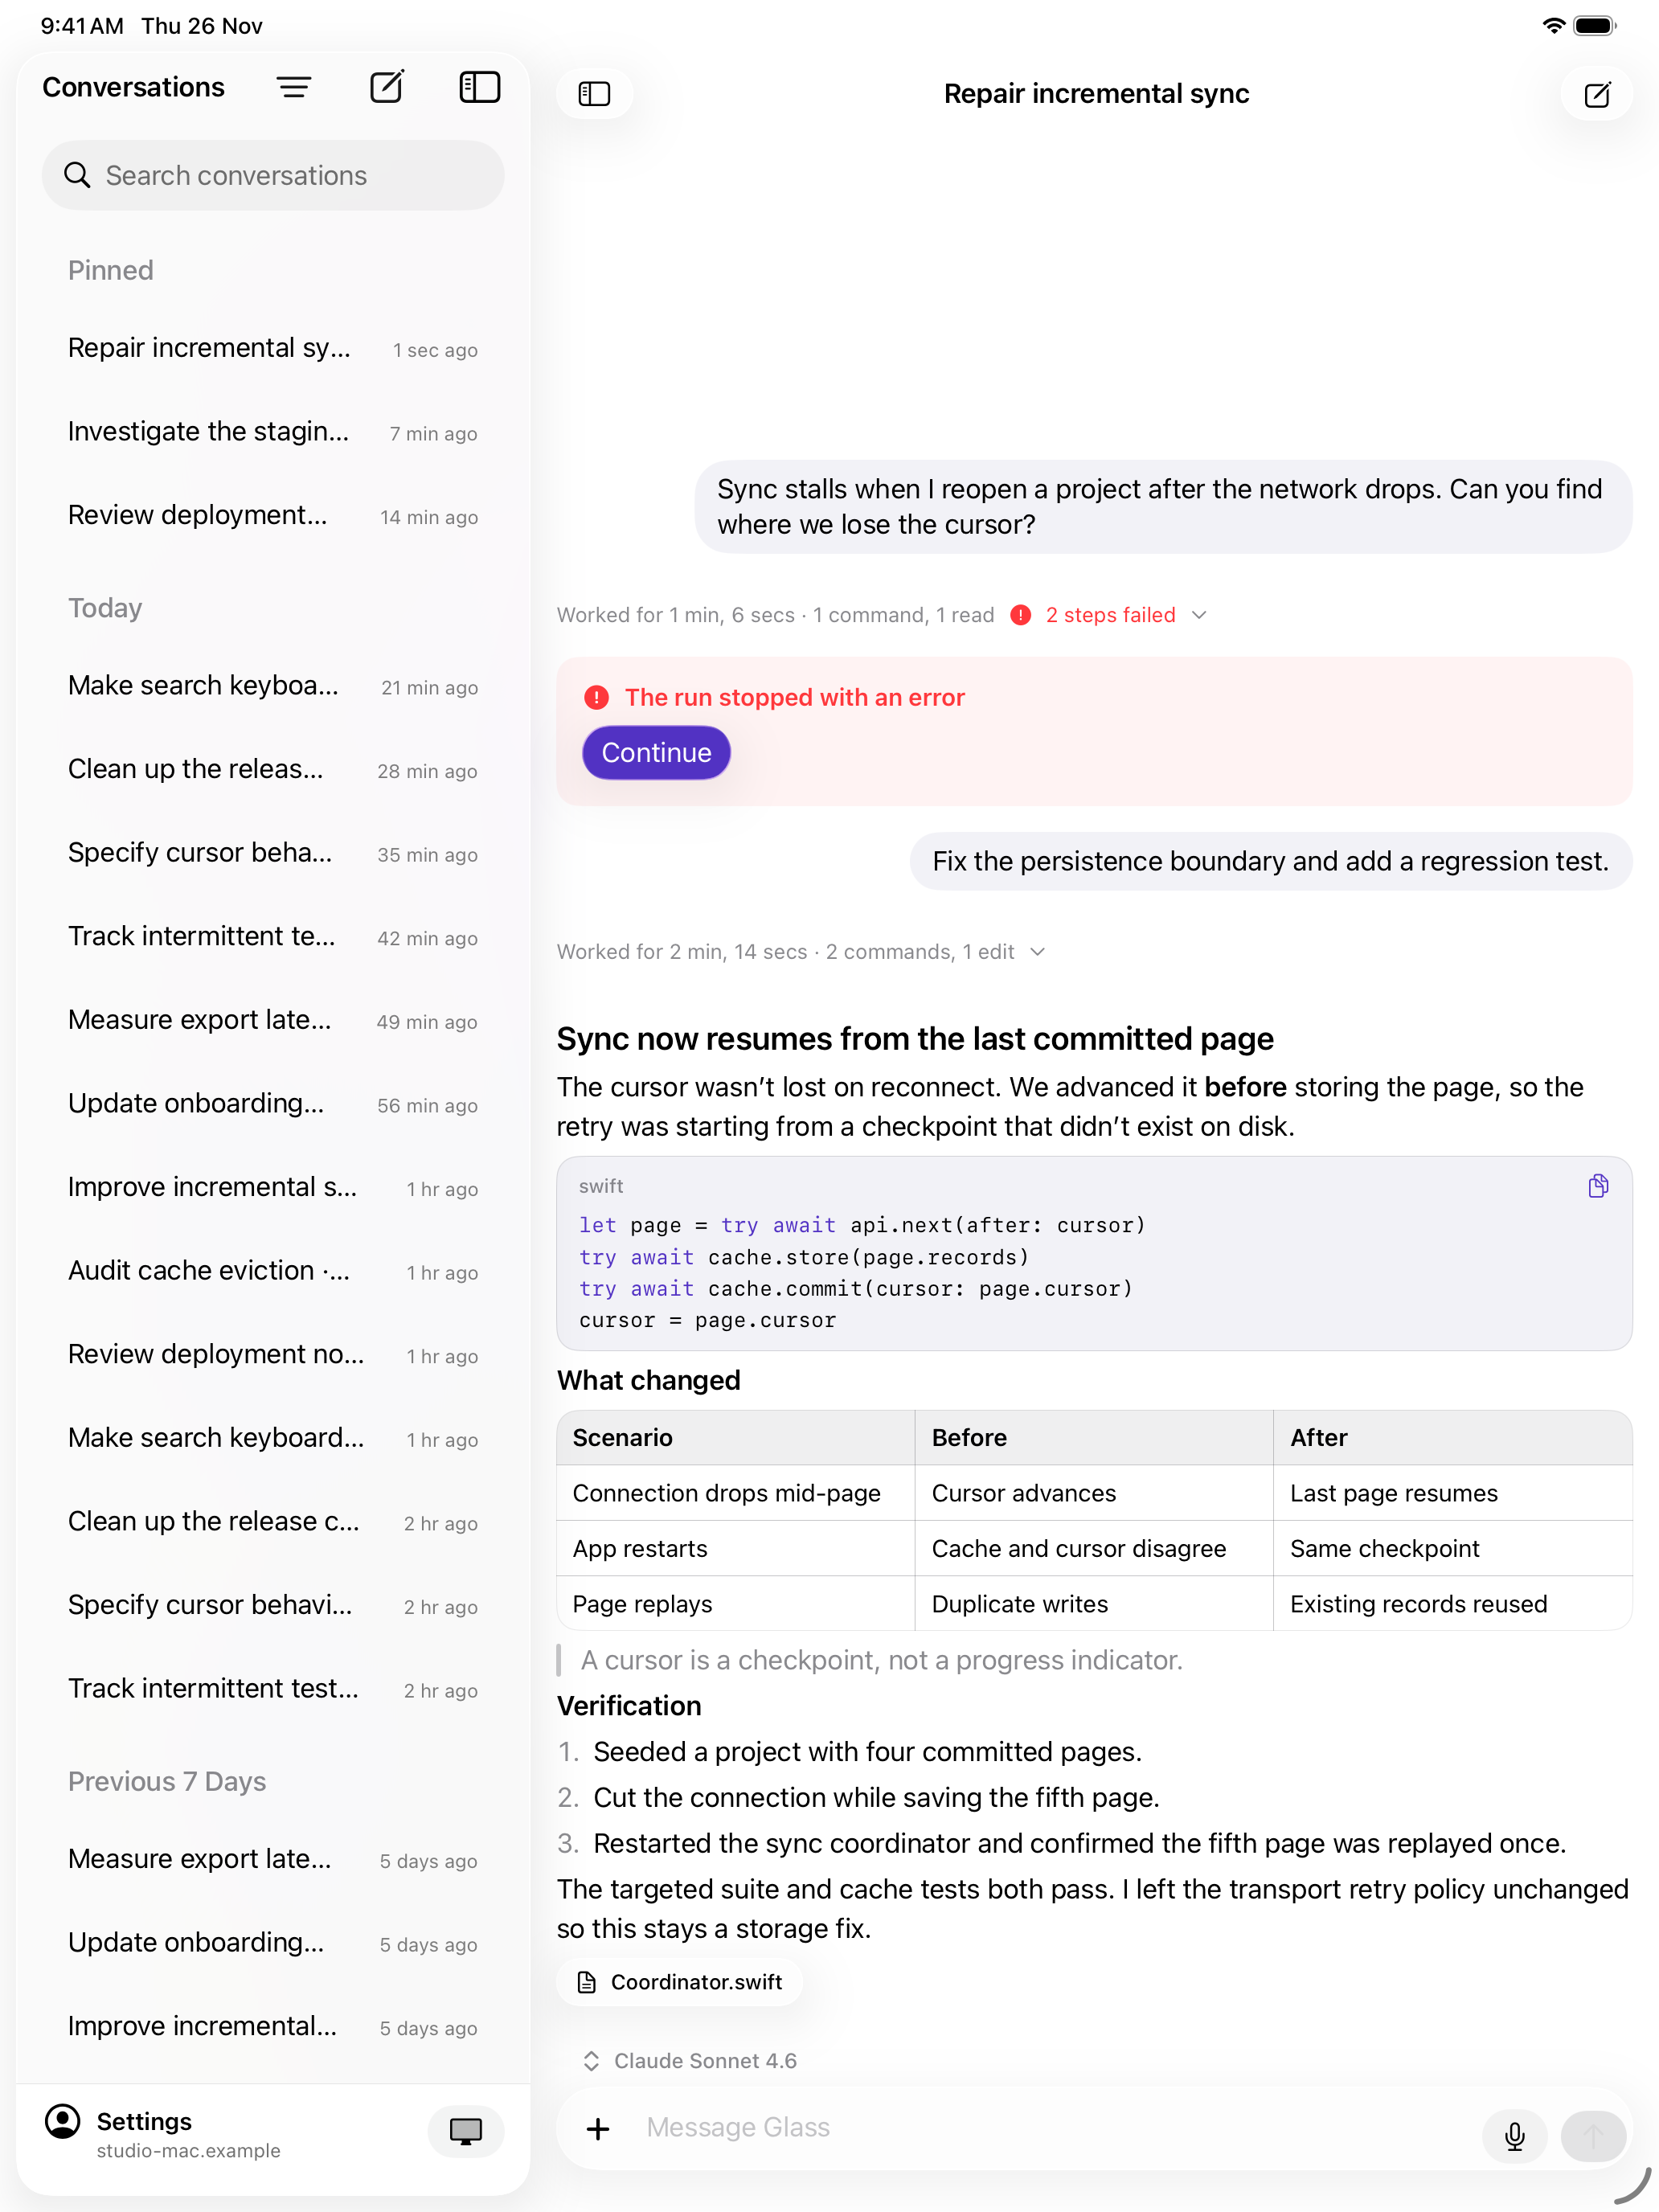 9:41 AM Thu 26 Nov
Conversations
Search conversations
Pinned
Repair incremental sy... 1 sec ago
Investigate the stagin... 7 min ago
Review deployment... 14 min ago
Today
Make search keyboa... 21 min ago
Clean up the releas... 28 min ago
Specify cursor beha... 35 min ago
Track intermittent te... 42 min ago
Measure export late... 49 min ago
Update onboarding... 56 min ago
Improve incremental s... 1 hr ago
Audit cache eviction ·... 1 hr ago
Review deployment no... 1 hr ago
Make search keyboard... 1 hr ago
Clean up the release c... 2 hr ago
Specify cursor behavi... 2 hr ago
Track intermittent test... 2 hr ago
Previous 7 Days
Measure export late... 5 days ago
Update onboarding... 5 days ago
Improve incremental... 5 days ago
Settings
studio-mac.example
Repair incremental sync
Sync stalls when I reopen a project after the network drops. Can you find
where we lose the cursor?
Worked for 1 min, 6 secs · 1 command, 1 read 2 steps failed
The run stopped with an error
Continue
Fix the persistence boundary and add a regression test.
Worked for 2 min, 14 secs · 2 commands, 1 edit
Sync now resumes from the last committed page
The cursor wasn’t lost on reconnect. We advanced it before storing the page, so the
retry was starting from a checkpoint that didn’t exist on disk.
swift
let page = try await api.next(after: cursor)
try await cache.store(page.records)
try await cache.commit(cursor: page.cursor)
cursor = page.cursor
What changed
Scenario Before After
Connection drops mid-page Cursor advances Last page resumes
App restarts Cache and cursor disagree Same checkpoint
Page replays Duplicate writes Existing records reused
A cursor is a checkpoint, not a progress indicator.
Verification
1. Seeded a project with four committed pages.
2. Cut the connection while saving the fifth page.
3. Restarted the sync coordinator and confirmed the fifth page was replayed once.
The targeted suite and cache tests both pass. I left the transport retry policy unchanged
so this stays a storage fix.
Coordinator.swift
Claude Sonnet 4.6
Message Glass